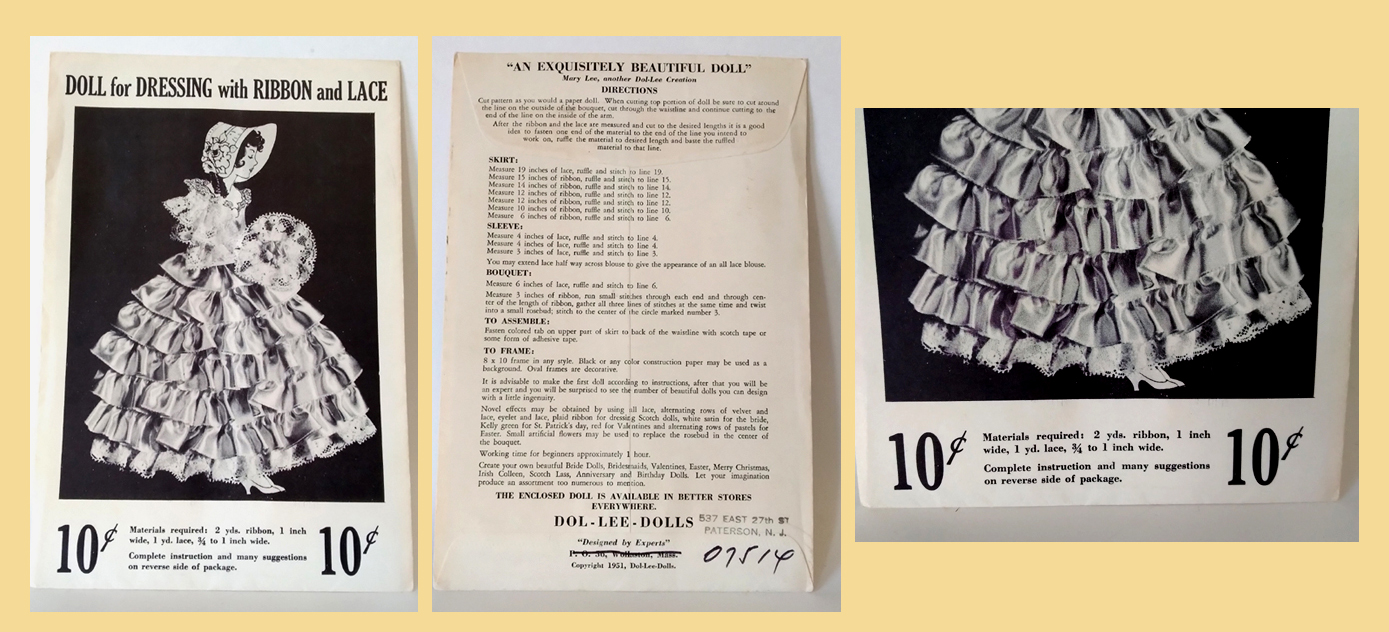 DOLL for DRESSING with RIBBON and LACE
10¢
Materials required: 2 yds. ribbon, 1 inch
wide, 1 yd. lace, ¾ to 1 inch wide.
Complete instruction and many suggestions
on reverse side of package.
10¢
"AN EXQUISITELY BEAUTIFUL DOLL"
Mary Lee, another Dol-Lee Creation
DIRECTIONS
Cut pattern as you would a paper doll. When cutting top portion of doll be sure to cut around
the line on the outside of the bouquet, cut through the waistline and continue cutting to the
end of the line on the inside of the arm.
After the ribbon and the lace are measured and cut to the desired lengths it is a good
idea to fasten one end of the material to the end of the line you intend to
work on, ruffle the material to desired length and baste the ruffled
material to that line.
SKIRT:
Measure 19 inches of lace, ruffle and stitch to line 19.
Measure 15 inches of ribbon, ruffle and stitch to line 15.
Measure 14 inches of ribbon, ruffle and stitch to line 14.
Measure 12 inches of ribbon, ruffle and stitch to line 12.
Measure 12 inches of ribbon, ruffle and stitch to line 12.
Measure 10 inches of ribbon, ruffle and stitch to line 10.
Measure 6 inches of ribbon, ruffle and stitch to line 6.
SLEEVE:
Measure 4 inches of lace, ruffle and stitch to line 4.
Measure 4 inches of lace, ruffle and stitch to line 4.
Measure 3 inches of lace, ruffle and stitch to line 3.
You may extend lace half way across blouse to give the appearance of an all lace blouse.
BOUQUET:
Measure 6 inches of lace, ruffle and stitch to line 6.
Measure 3 inches of ribbon, run small stitches through each end and through cen-
ter of the length of ribbon, gather all three lines of stitches at the same time and twist
into a small rosebud; stitch to the center of the circle marked number 3.
TO ASSEMBLE:
Fasten colored tab on upper part of skirt to back of the waistline with scotch tape or
some form of adhesive tape.
TO FRAME:
8 x 10 frame in any style. Black or any color construction paper may be used as a
background. Oval frames are decorative.
It is advisable to make the first doll according to instructions, after that you will be
an expert and you will be surprised to see the number of beautiful dolls you can design
with a little ingenuity.
Novel effects may be obtained by using all lace, alternating rows of velvet and
lace, eyelet and lace, plaid ribbon for dressing Scotch dolls, white satin for the bride,
Kelly green for St. Patrick's day, red for Valentines and alternating rows of pastels for
Easter. Small artificial flowers may be used to replace the rosebud in the center of
the bouquet.
Working time for beginners approximately 1 hour.
Create your own beautful Bride Dolls, Bridesmaids, Valentines, Easter, Merry Christmas,
Irish Colleen, Scotch Lass, Anniversary and Birthday Dolls. Let your imagination
produce an assortment too numerous to mention.
THE ENCLOSED DOLL IS AVAILABLE IN BETTER STORES
EVERYWHERE.
DOL-LEE-DOLLS
537 EAST 27th ST
PATERSON, N. J.
07514
"Designed by Experts"
P. O. 36, Wollaston, Mass.
Copyright 1951, Dol-Lee-Dolls.
10¢
Materials required: 2 yds. ribbon, 1 inch
wide, 1 yd. lace, ¾ to 1 inch wide.
Complete instruction and many suggestions
on reverse side of package.
10¢